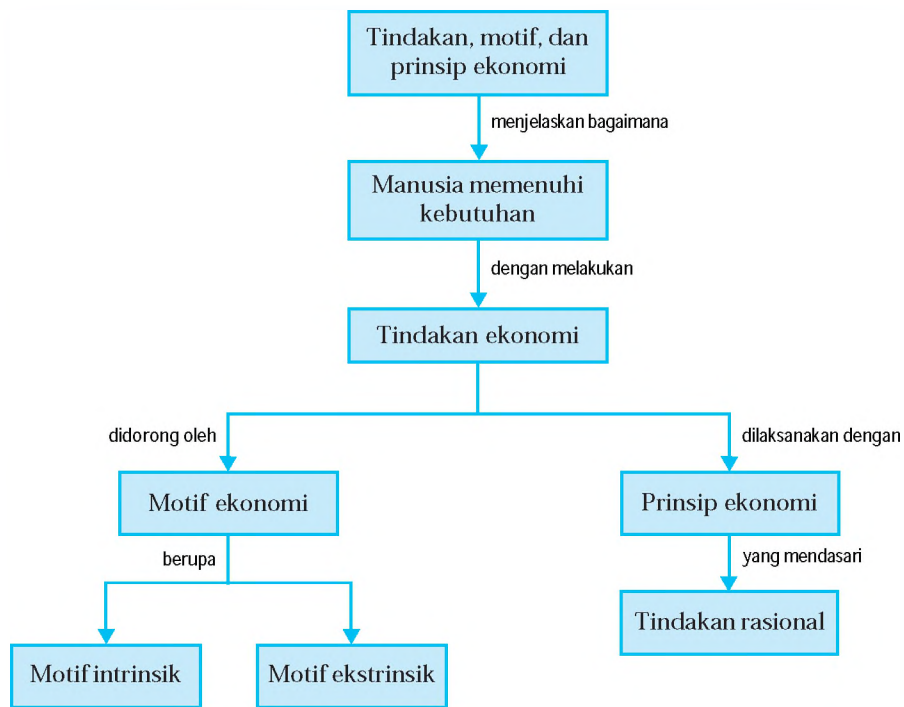 Tindakan, motif, dan
prinsip ekonomi
menjelaskan bagaimana
Manusia memenuhi
kebutuhan
dengan melakukan
Tindakan ekonomi
didorong oleh
dilaksanakan dengan
Motif ekonomi
Prinsip ekonomi
berupa
yang mendasari
Tindakan rasional
Motif intrinsik
Motif ekstrinsik